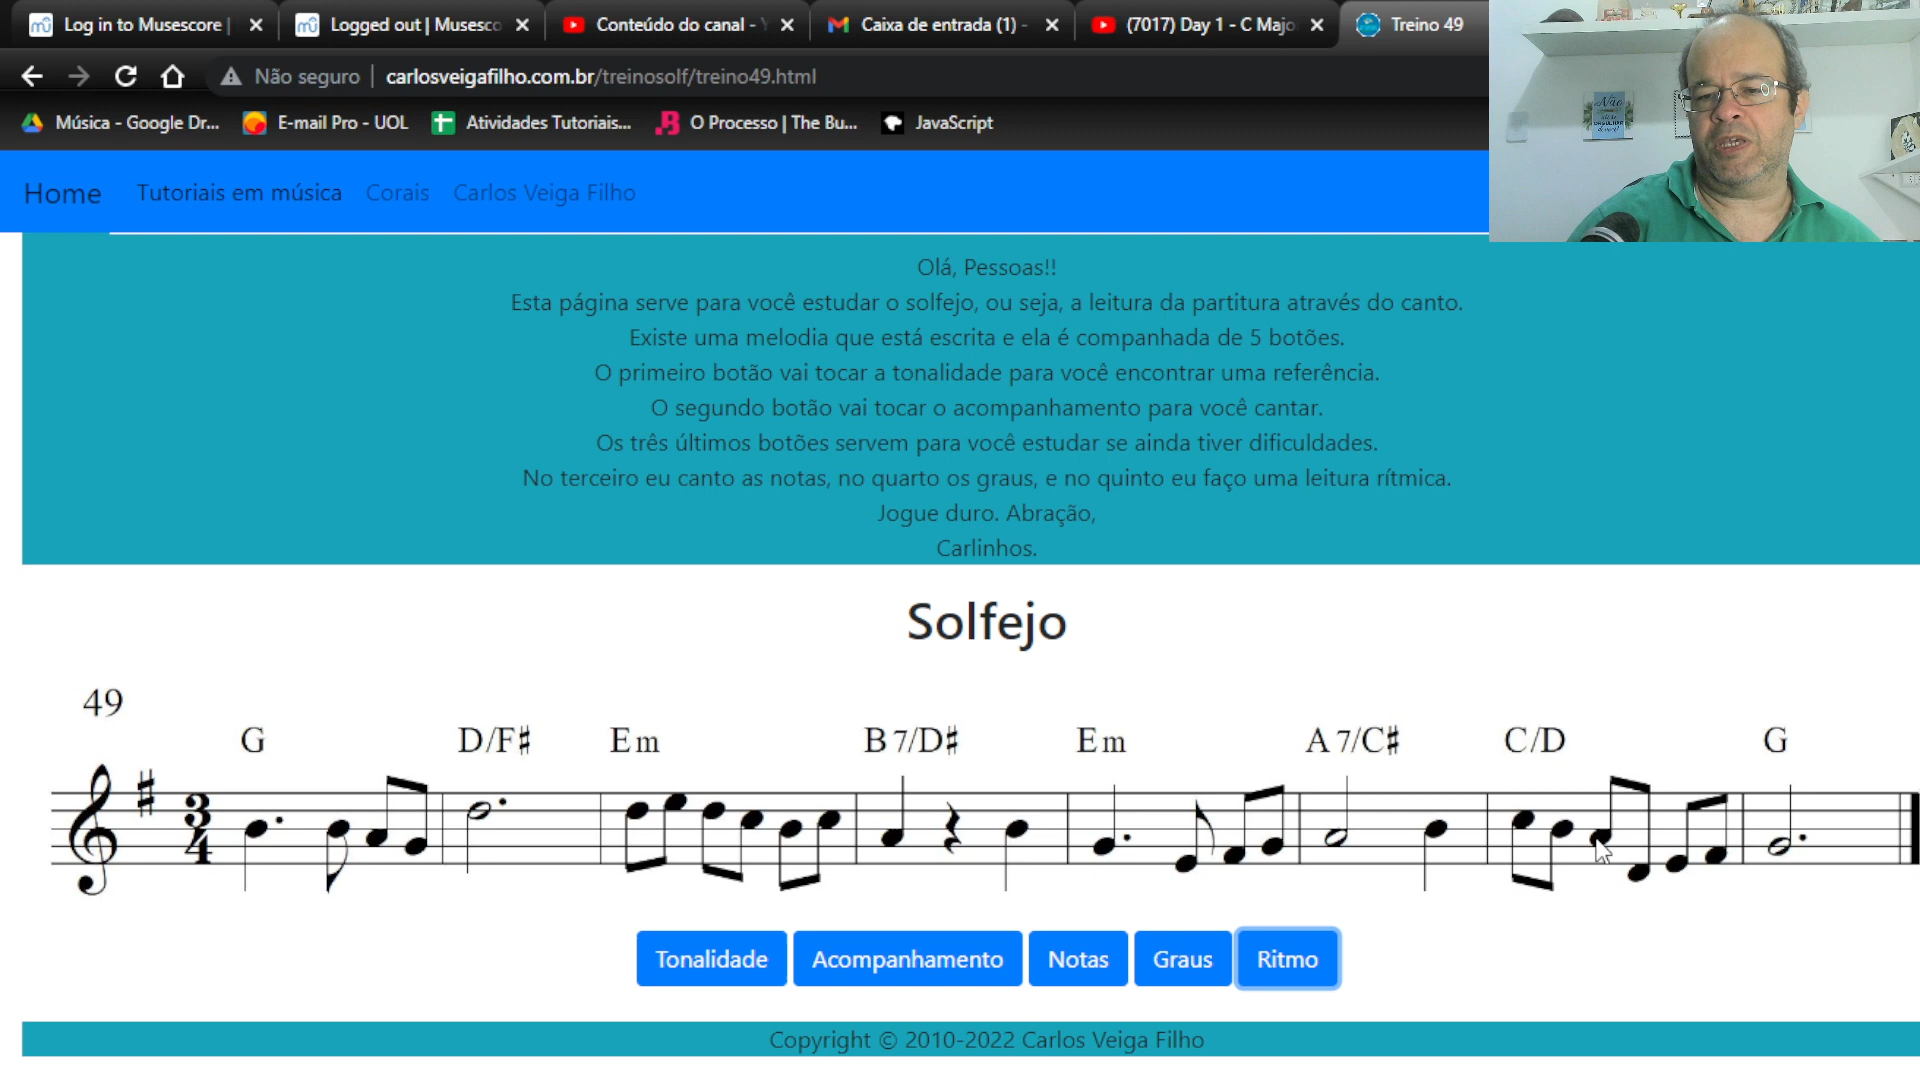 Log in to Musescore |
Logged out | Musesco
Conteúdo do canal -
Caixa de entrada (1) -
(7017) Day 1 - C Majo
Treino 49
Não seguro
carlosveigafilho.com.br/treinosolf/treino49.html
Música - Google Dr...
E-mail Pro - UOL
Atividades Tutoriais...
O Processo | The Bu...
JavaScript
Não
Home
Tutoriais em música
Corais
Carlos Veiga Filho
Olá, Pessoas!!
Esta página serve para você estudar o solfejo, ou seja, a leitura da partitura através do canto.
Existe uma melodia que está escrita e ela é companhada de 5 botões.
O primeiro botão vai tocar a tonalidade para você encontrar uma referência.
O segundo botão vai tocar o acompanhamento para você cantar.
Os três últimos botões servem para você estudar se ainda tiver dificuldades.
No terceiro eu canto as notas, no quarto os graus, e no quinto eu faço uma leitura rítmica.
Jogue duro. Abração,
Carlinhos.
Solfejo
49
G D/F♯ Em B7/D♯ Em A7/C♯ C/D G
3
4
Tonalidade
Acompanhamento
Notas
Graus
Ritmo
Copyright © 2010-2022 Carlos Veiga Filho